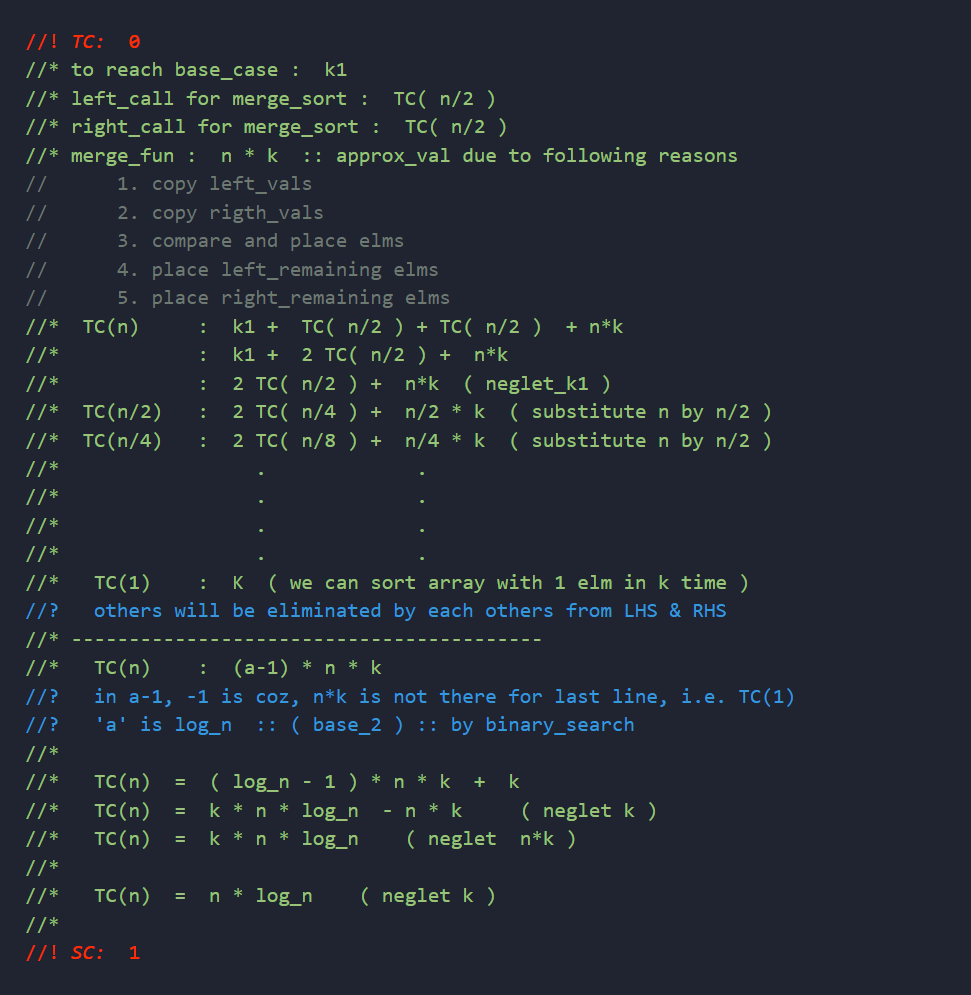 //! TC:  0
//* to reach base_case :  k1
//* left_call for merge_sort :  TC( n/2 )
//* right_call for merge_sort :  TC( n/2 )
//* merge_fun :  n * k  :: approx_val due to following reasons
//      1. copy left_vals
//      2. copy rigth_vals
//      3. compare and place elms
//      4. place left_remaining elms
//      5. place right_remaining elms
//*  TC(n)     :  k1 +  TC( n/2 ) + TC( n/2 )  + n*k
//*            :  k1 +  2 TC( n/2 ) +  n*k
//*            :  2 TC( n/2 ) +  n*k  ( neglet_k1 )
//*  TC(n/2)   :  2 TC( n/4 ) +  n/2 * k  ( substitute n by n/2 )
//*  TC(n/4)   :  2 TC( n/8 ) +  n/4 * k  ( substitute n by n/2 )
//*                 .             .
//*                 .             .
//*                 .             .
//*                 .             .
//*   TC(1)    :  K  ( we can sort array with 1 elm in k time )
//?   others will be eliminated by each others from LHS & RHS
//* -----------------------------------------
//*   TC(n)    :  (a-1) * n * k
//?   in a-1, -1 is coz, n*k is not there for last line, i.e. TC(1)
//?   'a' is log_n  :: ( base_2 ) :: by binary_search
//*
//*   TC(n)  =  ( log_n - 1 ) * n * k  +  k
//*   TC(n)  =  k * n * log_n  - n * k     ( neglet k )
//*   TC(n)  =  k * n * log_n    ( neglet  n*k )
//*
//*   TC(n)  =  n * log_n    ( neglet k )
//*
//! SC:  1